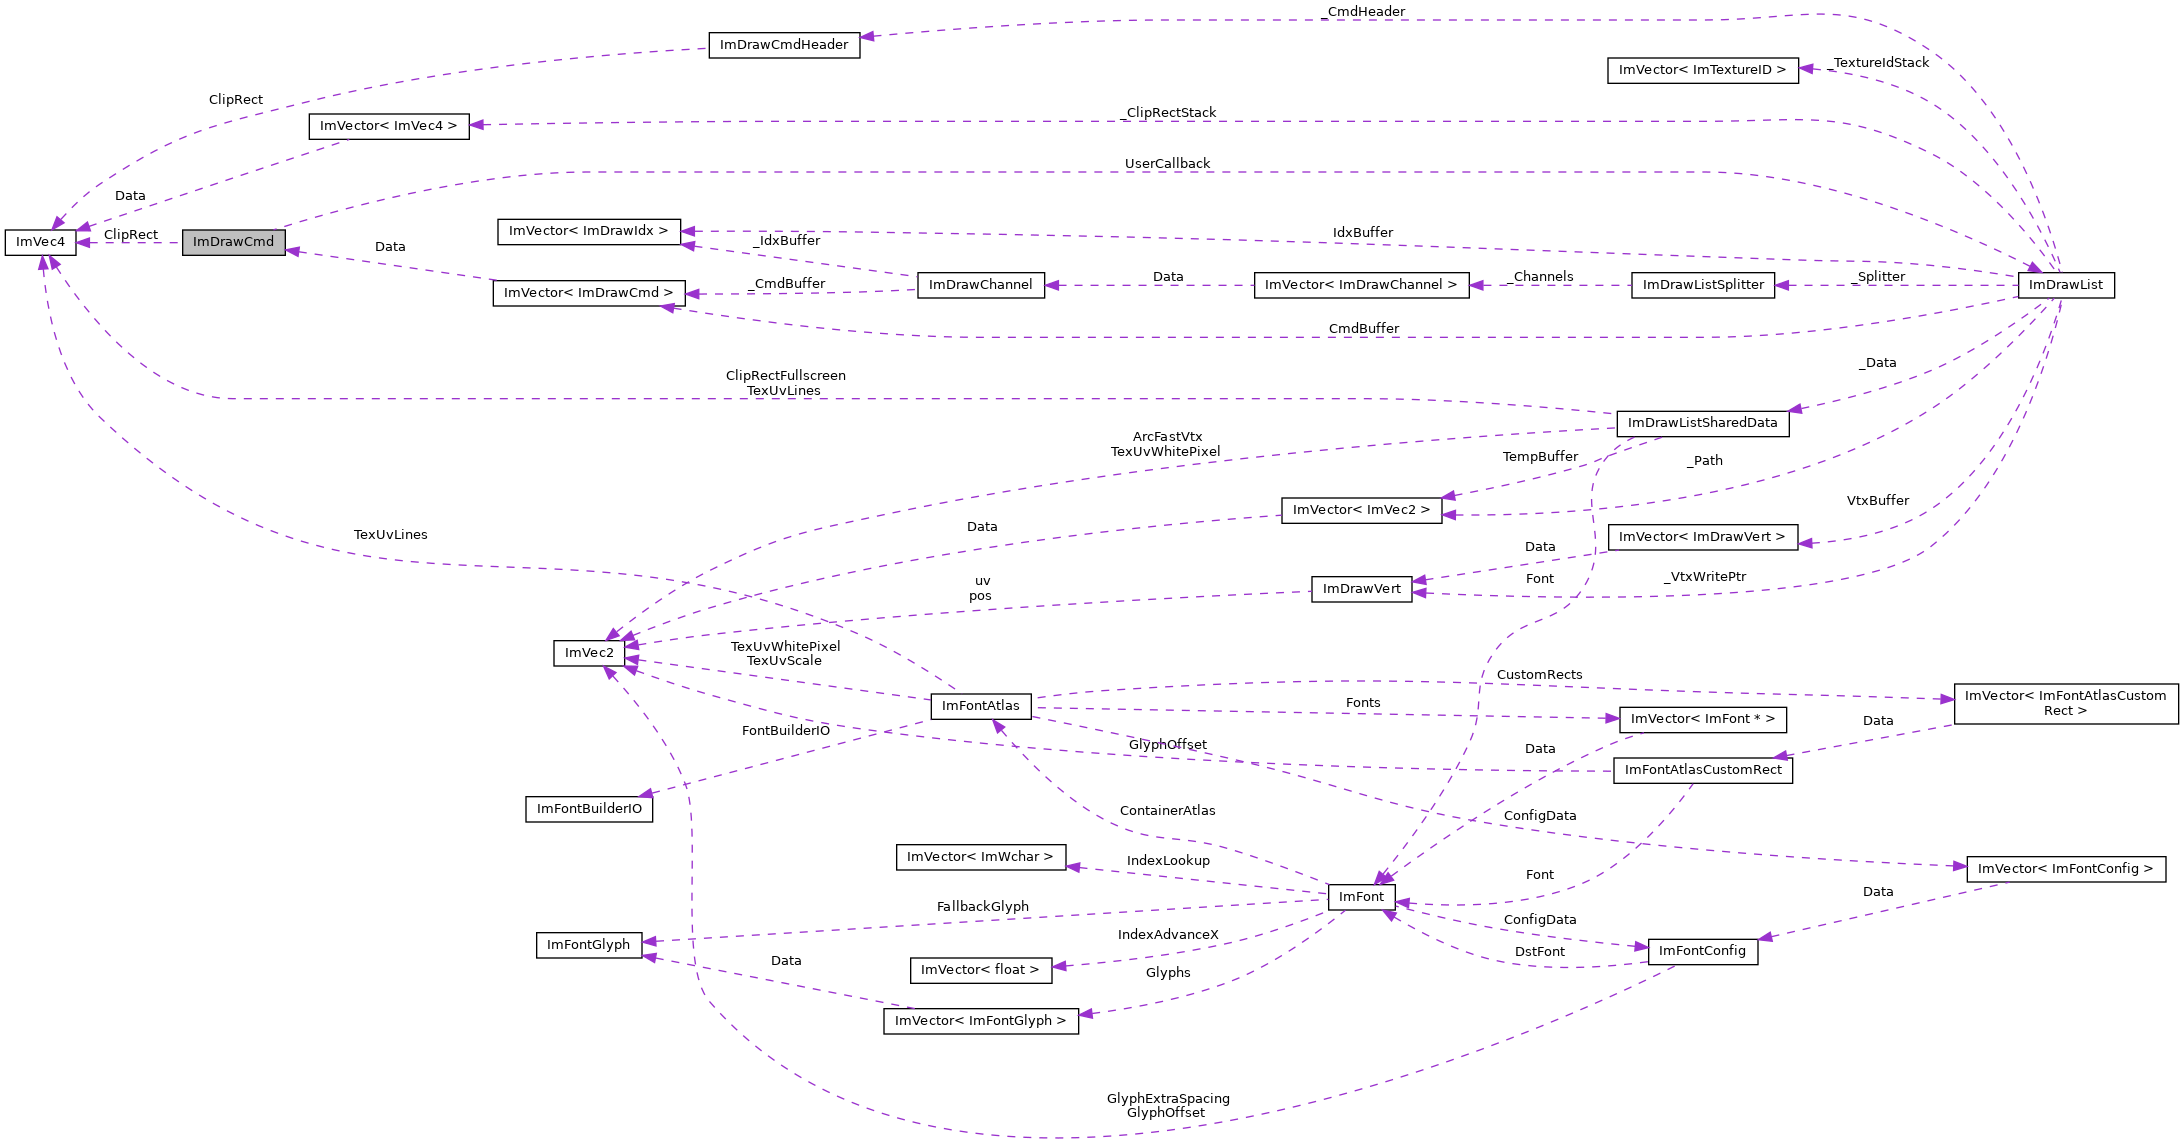 _CmdHeader
ImDrawCmdHeader
_TextureIdStack
ImVector< ImTextureID >
ClipRect
_ClipRectStack
ImVector< ImVec4 >
UserCallback
Data
ImVector< ImDrawIdx >
IdxBuffer
ClipRect
ImVec4
ImDrawCmd
_IdxBuffer
Data
_CmdBuffer
ImDrawChannel
Data
ImVector< ImDrawChannel >
_Channels
ImDrawListSplitter
_Splitter
ImDrawList
ImVector< ImDrawCmd >
CmdBuffer
_Data
ClipRectFullscreen
TexUvLines
ImDrawListSharedData
ArcFastVtx
TexUvWhitePixel
TempBuffer
_Path
VtxBuffer
ImVector< ImVec2 >
Data
TexUvLines
ImVector< ImDrawVert >
Data
_VtxWritePtr
Font
uv
pos
ImDrawVert
ImVec2
TexUvWhitePixel
TexUvScale
CustomRects
ImVector< ImFontAtlasCustom
Rect >
ImFontAtlas
Fonts
ImVector< ImFont * >
Data
FontBuilderIO
GlyphOffset
Data
ImFontAtlasCustomRect
ImFontBuilderIO
ContainerAtlas
ConfigData
ImVector< ImWchar >
IndexLookup
Font
ImVector< ImFontConfig >
Data
ImFont
FallbackGlyph
ConfigData
IndexAdvanceX
ImFontGlyph
DstFont
ImFontConfig
Data
ImVector< float >
Glyphs
ImVector< ImFontGlyph >
GlyphExtraSpacing
GlyphOffset